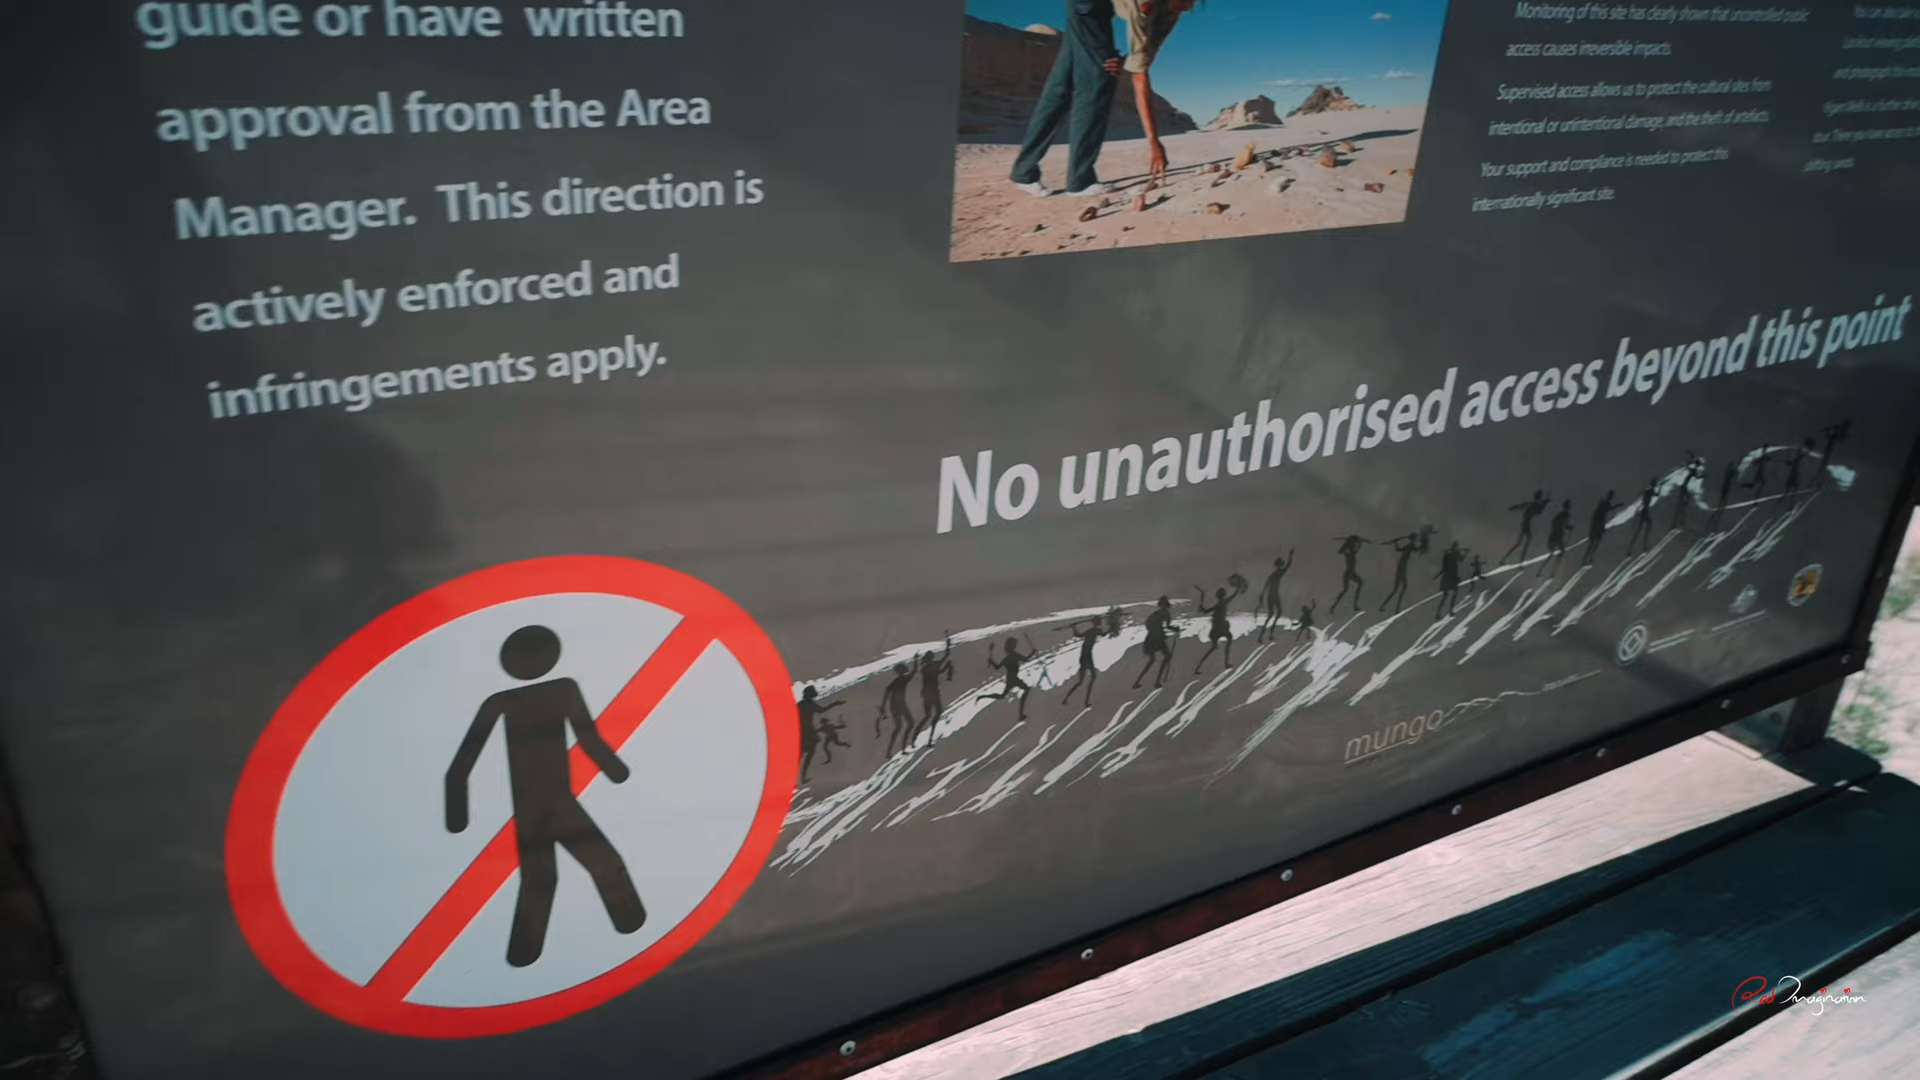 guide or have written
approval from the Area
Manager. This direction is
actively enforced and
infringements apply.
Monitoring of this site has clearly shown that uncontrolled public
access causes irreversible impacts.
Supervised access allows us to protect the cultural sites from
intentional or unintentional damage, and the theft of artefacts.
Your support and compliance is needed to protect this
internationally significant site.
No unauthorised access beyond this point
mungo
Imagination